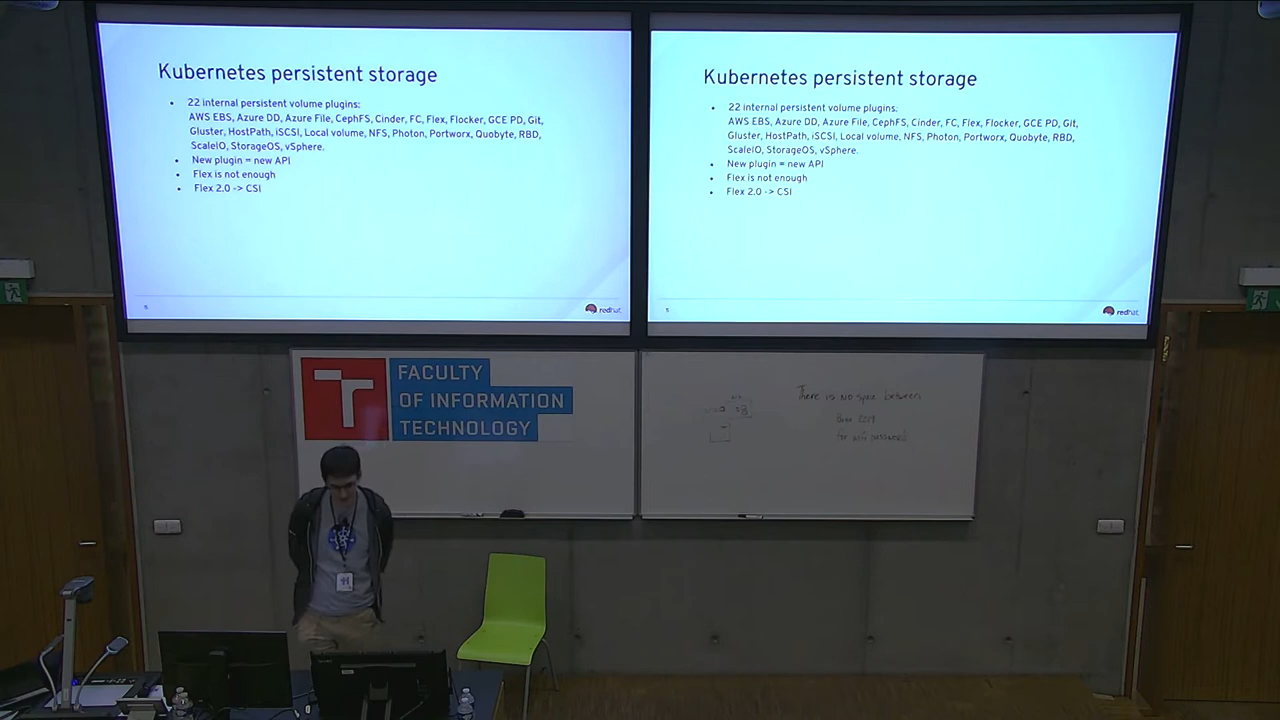 Kubernetes persistent storage
• 22 internal persistent volume plugins:
AWS EBS, Azure DD, Azure File, CephFS, Cinder, FC, Flex, Flocker, GCE PD, Git,
Gluster, HostPath, iSCSI, Local volume, NFS, Photon, Portworx, Quobyte, RBD,
ScaleIO, StorageOS, vSphere.
• New plugin = new API
• Flex is not enough
• Flex 2.0 -> CSI
redhat.
Kubernetes persistent storage
• 22 internal persistent volume plugins:
AWS EBS, Azure DD, Azure File, CephFS, Cinder, FC, Flex, Flocker, GCE PD, Git,
Gluster, HostPath, iSCSI, Local volume, NFS, Photon, Portworx, Quobyte, RBD,
ScaleIO, StorageOS, vSphere.
• New plugin = new API
• Flex is not enough
• Flex 2.0 -> CSI
redhat.
T
FACULTY
OF INFORMATION
TECHNOLOGY
There is no space between
for wifi password